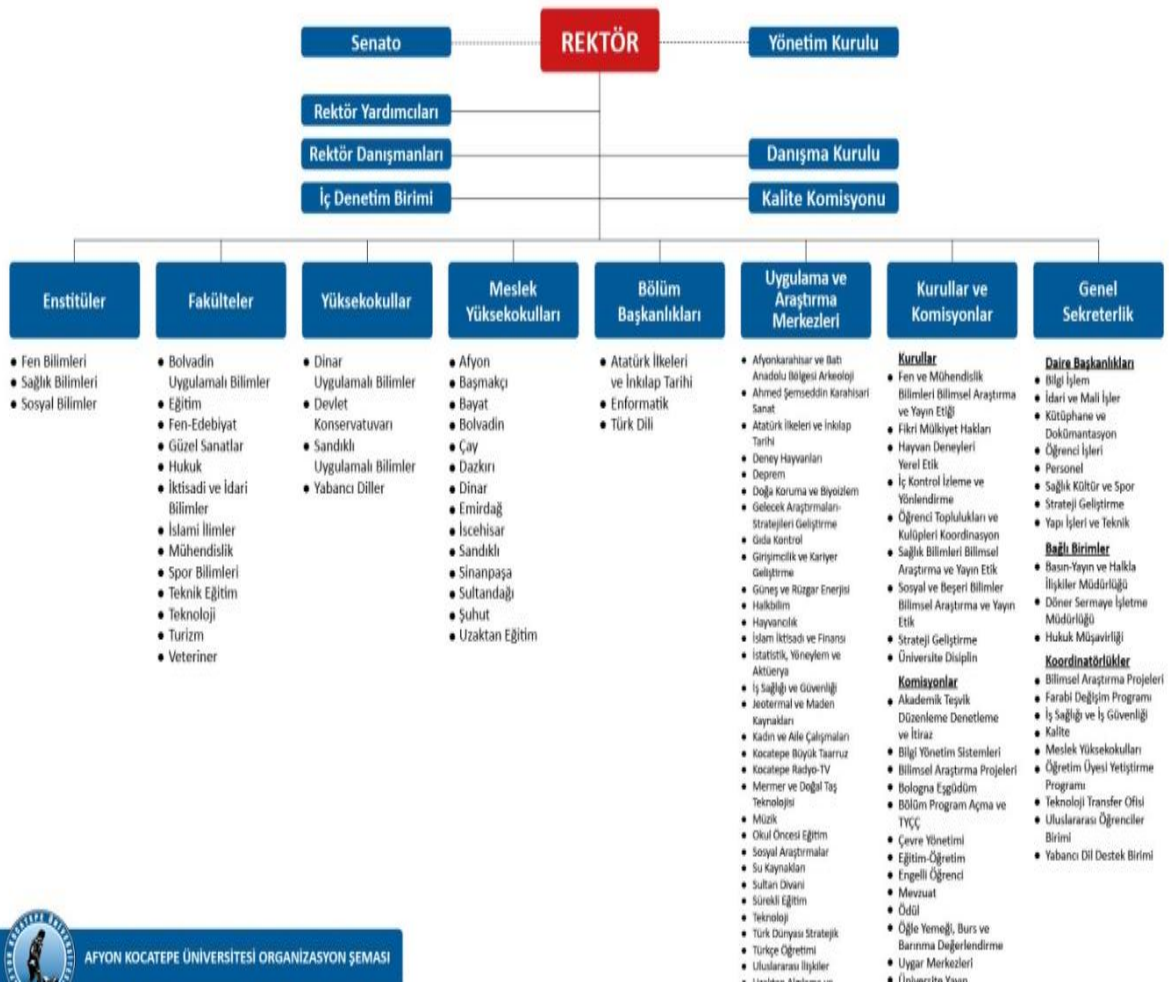 Senato
REKTÖR
Yönetim Kurulu
Rektör Yardımcıları
Rektör Danışmanları
Danışma Kurulu
İç Denetim Birimi
Kalite Komisyonu
Enstitüler
• Fen Bilimleri
• Sağlık Bilimleri
• Sosyal Bilimler
Fakülteler
• Bolvadin
Uygulamalı Bilimler
• Eğitim
• Fen-Edebiyat
• Güzel Sanatlar
• Hukuk
• İktisadi ve İdari
Bilimler
• İslami İlimler
• Mühendislik
• Spor Bilimleri
• Teknik Eğitim
• Teknoloji
• Turizm
• Veteriner
Yüksekokullar
• Dinar
Uygulamalı Bilimler
• Devlet
Konservatuvarı
• Sandıklı
Uygulamalı Bilimler
• Yabancı Diller
Meslek
Yüksekokulları
• Afyon
• Başmakçı
• Bayat
• Bolvadin
• Çay
• Dazkırı
• Dinar
• Emirdağ
• İscehisar
• Sandıklı
• Sinanpaşa
• Sultandağı
• Şuhut
• Uzaktan Eğitim
Bölüm
Başkanlıkları
• Atatürk İlkeleri
ve İnkılap Tarihi
• Enformatik
• Türk Dili
Uygulama ve
Araştırma
Merkezleri
• Afyonkarahisar ve Batı
Anadolu Bölgesi Arkeoloji
• Ahmed Şemseddin Karahisari
Sanat
• Atatürk İlkeleri ve İnkılap
Tarihi
• Deney Hayvanları
• Deprem
• Doğa Koruma ve Biyoizlem
• Gelecek Araştırmaları-
Stratejileri Geliştirme
• Gıda Kontrol
• Girişimcilik ve Kariyer
Geliştirme
• Güneş ve Rüzgar Enerjisi
• Halkbilim
• Hayvancılık
• İslam İktisadı ve Finansı
• İstatistik, Yöneylem ve
Aktüerya
• İş Sağlığı ve Güvenliği
• Jeotermal ve Maden
Kaynakları
• Kadın ve Aile Çalışmaları
• Kocatepe Büyük Taarruz
• Kocatepe Radyo-TV
• Mermer ve Doğal Taş
Teknolojisi
• Müzik
• Okul Öncesi Eğitim
• Sosyal Araştırmalar
• Su Kaynakları
• Sultan Divani
• Sürekli Eğitim
• Teknoloji
• Türk Dünyası Stratejik
• Türkçe Öğretimi
• Uluslararası İlişkiler
• Uzaktan Algılama ve
Kurullar ve
Komisyonlar
Kurullar
• Fen ve Mühendislik
Bilimleri Bilimsel Araştırma
ve Yayın Etiği
• Fikri Mülkiyet Hakları
• Hayvan Deneyleri
Yerel Etik
• İç Kontrol İzleme ve
Yönlendirme
• Öğrenci Toplulukları ve
Kulüpleri Koordinasyon
• Sağlık Bilimleri Bilimsel
Araştırma ve Yayın Etik
• Sosyal ve Beşeri Bilimler
Bilimsel Araştırma ve Yayın
Etik
• Strateji Geliştirme
• Üniversite Disiplin
Komisyonlar
• Akademik Teşvik
Düzenleme Denetleme
ve İtiraz
• Bilgi Yönetim Sistemleri
• Bilimsel Araştırma Projeleri
• Bologna Eşgüdüm
• Bölüm Program Açma ve
TYÇÇ
• Çevre Yönetimi
• Eğitim-Öğretim
• Engelli Öğrenci
• Mevzuat
• Ödül
• Öğle Yemeği, Burs ve
Barınma Değerlendirme
• Uygar Merkezleri
• Üniversite Yayın
Genel
Sekreterlik
Daire Başkanlıkları
• Bilgi İşlem
• İdari ve Mali İşler
• Kütüphane ve
Dokümantasyon
• Öğrenci İşleri
• Personel
• Sağlık Kültür ve Spor
• Strateji Geliştirme
• Yapı İşleri ve Teknik
Bağlı Birimler
• Basın-Yayın ve Halkla
İlişkiler Müdürlüğü
• Döner Sermaye İşletme
Müdürlüğü
• Hukuk Müşavirliği
Koordinatörlükler
• Bilimsel Araştırma Projeleri
• Farabi Değişim Programı
• İş Sağlığı ve İş Güvenliği
• Kalite
• Meslek Yüksekokulları
• Öğretim Üyesi Yetiştirme
Programı
• Teknoloji Transfer Ofisi
• Uluslararası Öğrenciler
Birimi
• Yabancı Dil Destek Birimi
AFYON KOCATEPE ÜNİVERSİTESİ ORGANİZASYON ŞEMASI